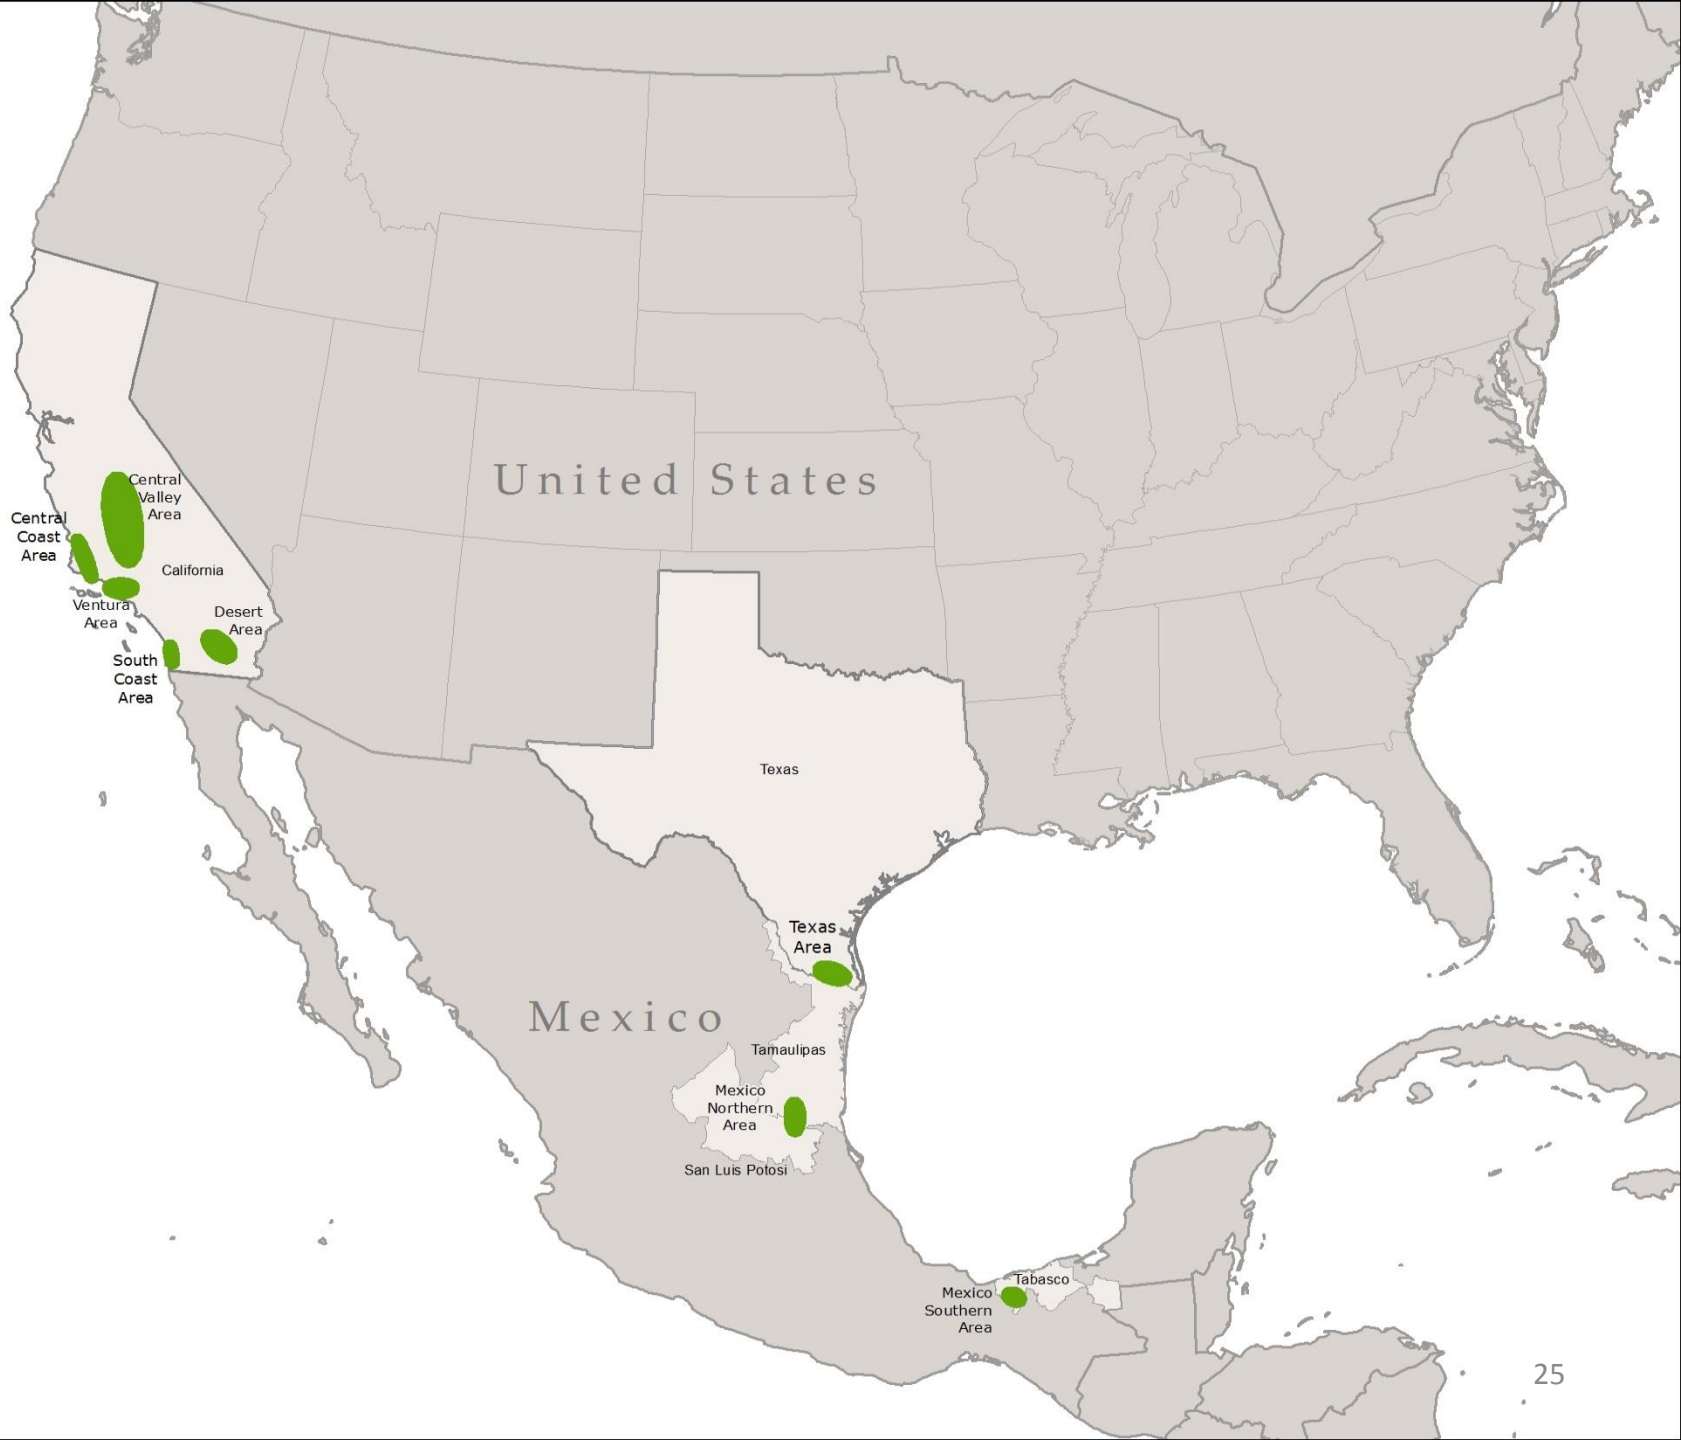 United States
Central
Valley
Area
Central
Coast
Area
California
Ventura
Area
Desert
Area
South
Coast
Area
Texas
Texas
Area
Mexico
Tamaulipas
Mexico
Northern
Area
San Luis Potosi
Tabasco
Mexico
Southern
Area
25